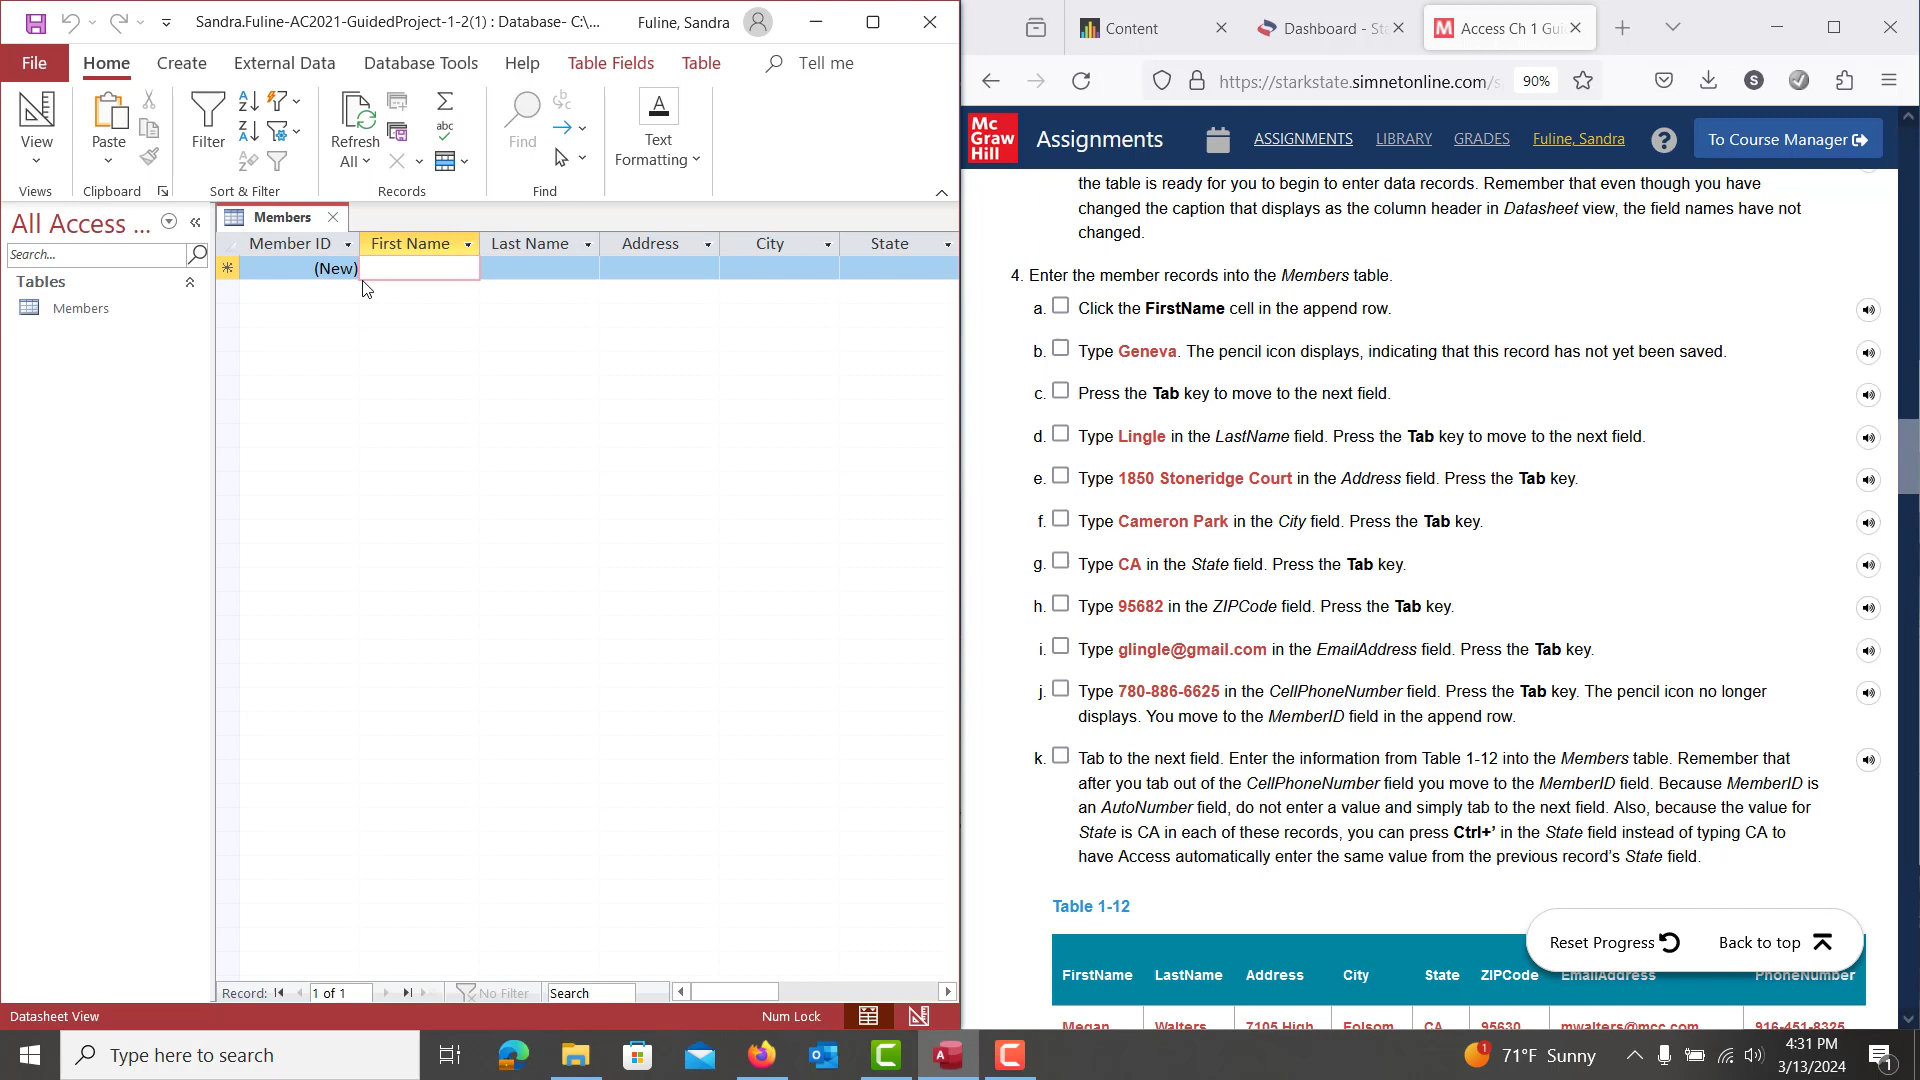 Sandra.Fuline-AC2021-GuidedProject-1-2(1) : Database- C:\...
Fuline, Sandra
File
Home
Create
External Data
Database Tools
Help
Table Fields
Table
Tell me
View
Paste
Filter
Refresh
All
Find
Text
Formatting
Views
Clipboard
Sort & Filter
Records
Find
All Access ...
Search...
Tables
Members
Members
Member ID
First Name
Last Name
Address
City
State
(New)
Record:
1 of 1
No Filter
Search
Datasheet View
Num Lock
Content
Access Ch 1
https://starkstate.simnetonline.com/s
90%
S
Mc
Graw
Hill
Assignments
ASSIGNMENTS
LIBRARY
GRADES
Fuline, Sandra
To Course Manager
the table is ready for you to begin to enter data records. Remember that even though you have
changed the caption that displays as the column header in Datasheet view, the field names have not
changed.
4. Enter the member records into the Members table.
a. Click the FirstName cell in the append row.
b. Type Geneva. The pencil icon displays, indicating that this record has not yet been saved.
c. Press the Tab key to move to the next field.
d. Type Lingle in the LastName field. Press the Tab key to move to the next field.
e. Type 1850 Stoneridge Court in the Address field. Press the Tab key.
f. Type Cameron Park in the City field. Press the Tab key.
g. Type CA in the State field. Press the Tab key.
h. Type 95682 in the ZIPCode field. Press the Tab key.
i. Type glingle@gmail.com in the EmailAddress field. Press the Tab key.
j. Type 780-886-6625 in the CellPhoneNumber field. Press the Tab key. The pencil icon no longer
displays. You move to the MemberID field in the append row.
k. Tab to the next field. Enter the information from Table 1-12 into the Members table. Remember that
after you tab out of the CellPhoneNumber field you move to the MemberID field. Because MemberID is
an AutoNumber field, do not enter a value and simply tab to the next field. Also, because the value for
State is CA in each of these records, you can press Ctrl+’ in the State field instead of typing CA to
have Access automatically enter the same value from the previous record’s State field.
Table 1-12
Reset Progress
Back to top
FirstName
LastName
Address
City
State
ZIPCode
EmailAddress
PhoneNumber
Megan
Walters
7105 High
Folsom
CA
95630
mwalters@mcc.com
916-451-8325
Type here to search
71°F Sunny
4:31 PM
3/13/2024
1